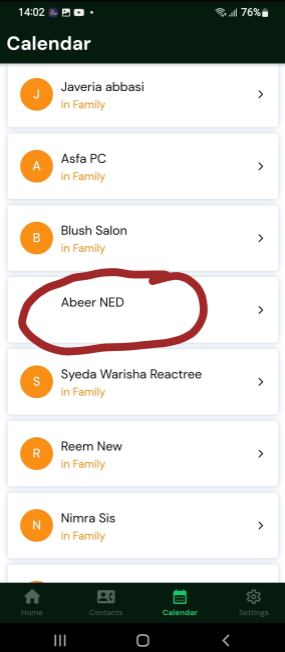 14:02
76%
Calendar
J
Javeria abbasi
in Family
A
Asfa PC
in Family
B
Blush Salon
in Family
Abeer NED
S
Syeda Warisha Reactree
in Family
R
Reem New
in Family
N
Nimra Sis
in Family
Home
Contacts
Calendar
Settings